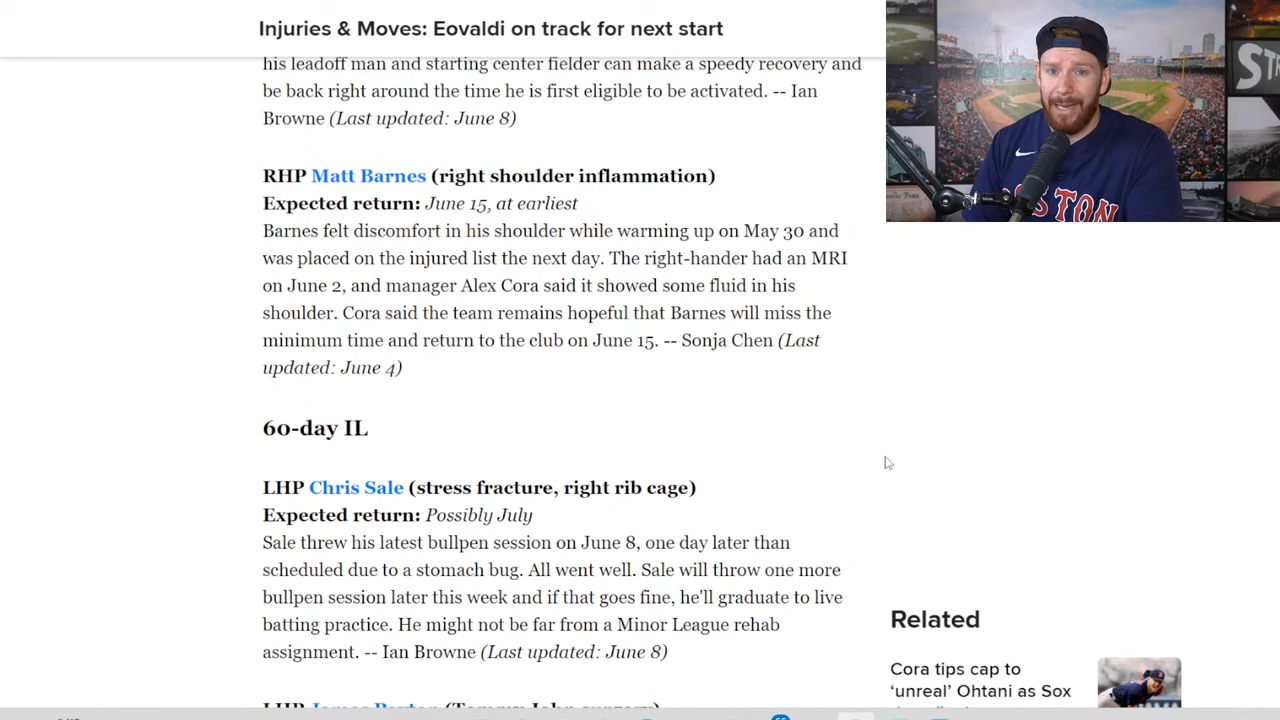 Injuries & Moves: Eovaldi on track for next start
his leadoff man and starting center fielder can make a speedy recovery and
be back right around the time he is first eligible to be activated. -- Ian
Browne (Last updated: June 8)
RHP Matt Barnes (right shoulder inflammation)
Expected return: June 15, at earliest
Barnes felt discomfort in his shoulder while warming up on May 30 and
was placed on the injured list the next day. The right-hander had an MRI
on June 2, and manager Alex Cora said it showed some fluid in his
shoulder. Cora said the team remains hopeful that Barnes will miss the
minimum time and return to the club on June 15. -- Sonja Chen (Last
updated: June 4)
60-day IL
LHP Chris Sale (stress fracture, right rib cage)
Expected return: Possibly July
Sale threw his latest bullpen session on June 8, one day later than
scheduled due to a stomach bug. All went well. Sale will throw one more
bullpen session later this week and if that goes fine, he'll graduate to live
batting practice. He might not be far from a Minor League rehab
assignment. -- Ian Browne (Last updated: June 8)
LHP James Paxton (Tommy John surgery)
BOSTON
Related
Cora tips cap to
‘unreal’ Ohtani as Sox